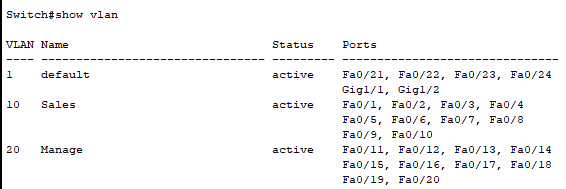 Switch#show vlan
VLAN Name Status Ports
---- -------------------------------- --------- -------------------------------
1 default active Fa0/21, Fa0/22, Fa0/23, Fa0/24
Gig1/1, Gig1/2
10 Sales active Fa0/1, Fa0/2, Fa0/3, Fa0/4
Fa0/5, Fa0/6, Fa0/7, Fa0/8
Fa0/9, Fa0/10
20 Manage active Fa0/11, Fa0/12, Fa0/13, Fa0/14
Fa0/15, Fa0/16, Fa0/17, Fa0/18
Fa0/19, Fa0/20